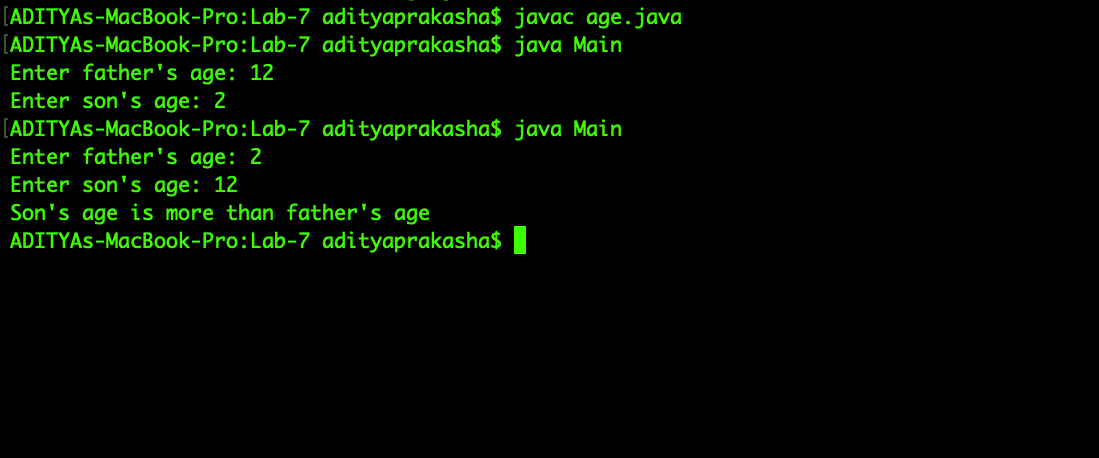 [ADITYAs-MacBook-Pro:Lab-7 adityaprakasha$ javac age.java
[ADITYAs-MacBook-Pro:Lab-7 adityaprakasha$ java Main
Enter father's age: 12
Enter son's age: 2
[ADITYAs-MacBook-Pro:Lab-7 adityaprakasha$ java Main
Enter father's age: 2
Enter son's age: 12
Son's age is more than father's age
ADITYAs-MacBook-Pro:Lab-7 adityaprakasha$